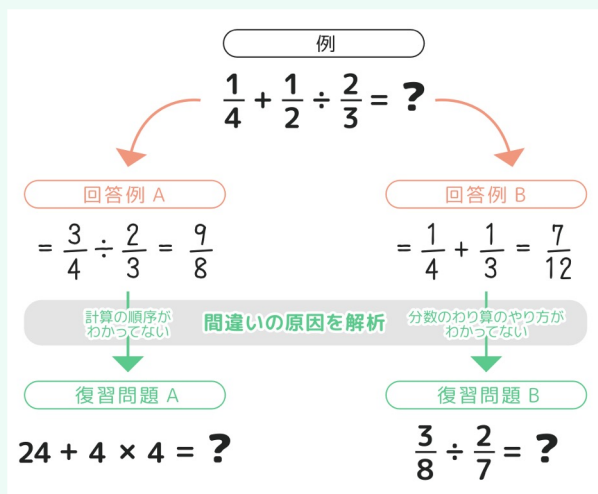 例
1/4 + 1/2 ÷ 2/3 = ?
回答例 A
= 3/4 ÷ 2/3 = 9/8
回答例 B
= 1/4 + 1/3 = 7/12
計算の順序が
わかってない
間違いの原因を解析
分数のわり算のやり方が
わかってない
復習問題 A
24 + 4 × 4 = ?
復習問題 B
3/8 ÷ 2/7 = ?